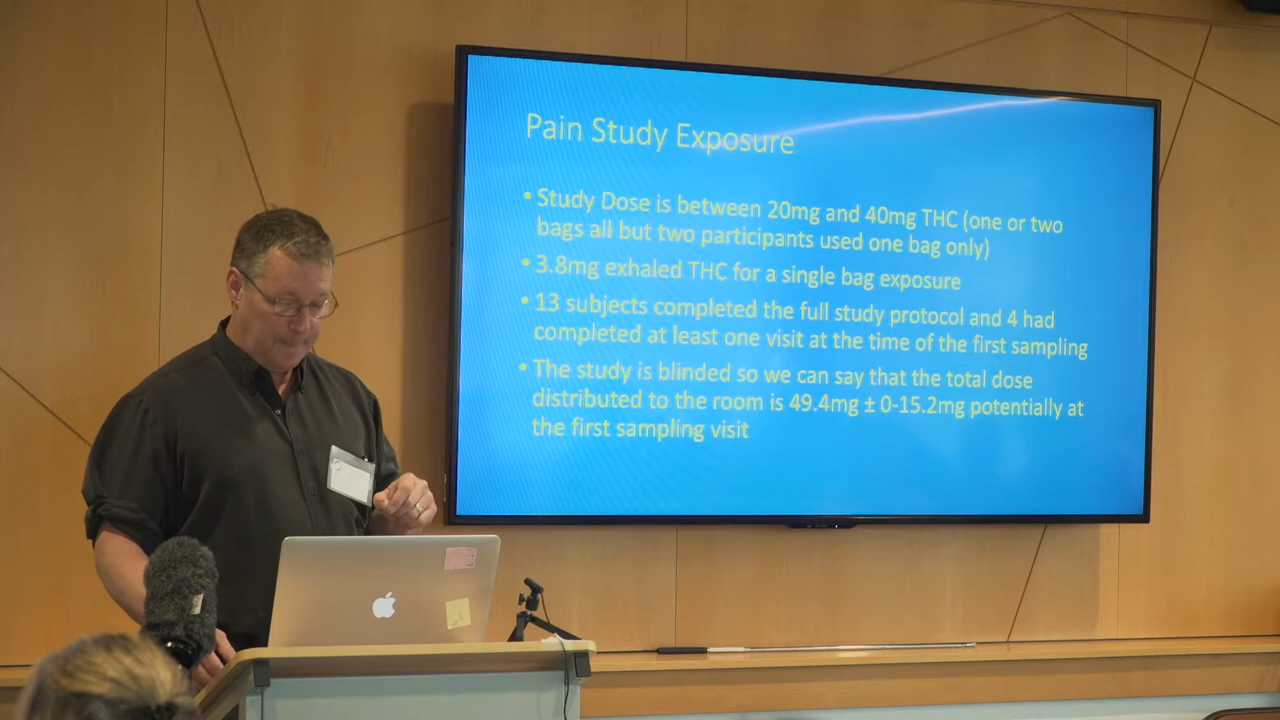 Pain Study Exposure
• Study Dose is between 20mg and 40mg THC (one or two
bags all but two participants used one bag only)
• 3.8mg exhaled THC for a single bag exposure
• 13 subjects completed the full study protocol and 4 had
completed at least one visit at the time of the first sampling
• The study is blinded so we can say that the total dose
distributed to the room is 49.4mg ± 0-15.2mg potentially at
the first sampling visit